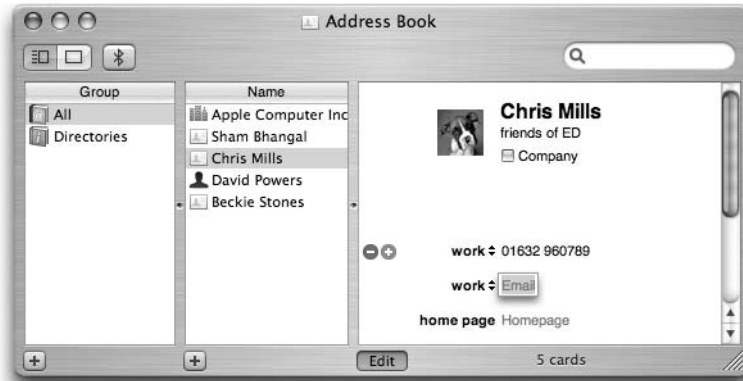 Address Book
Group
All
Directories
Name
Apple Computer Inc
Sham Bhangal
Chris Mills
David Powers
Beckie Stones
Chris Mills
friends of ED
Company
work 01632 960789
work Email
home page Homepage
Edit
5 cards